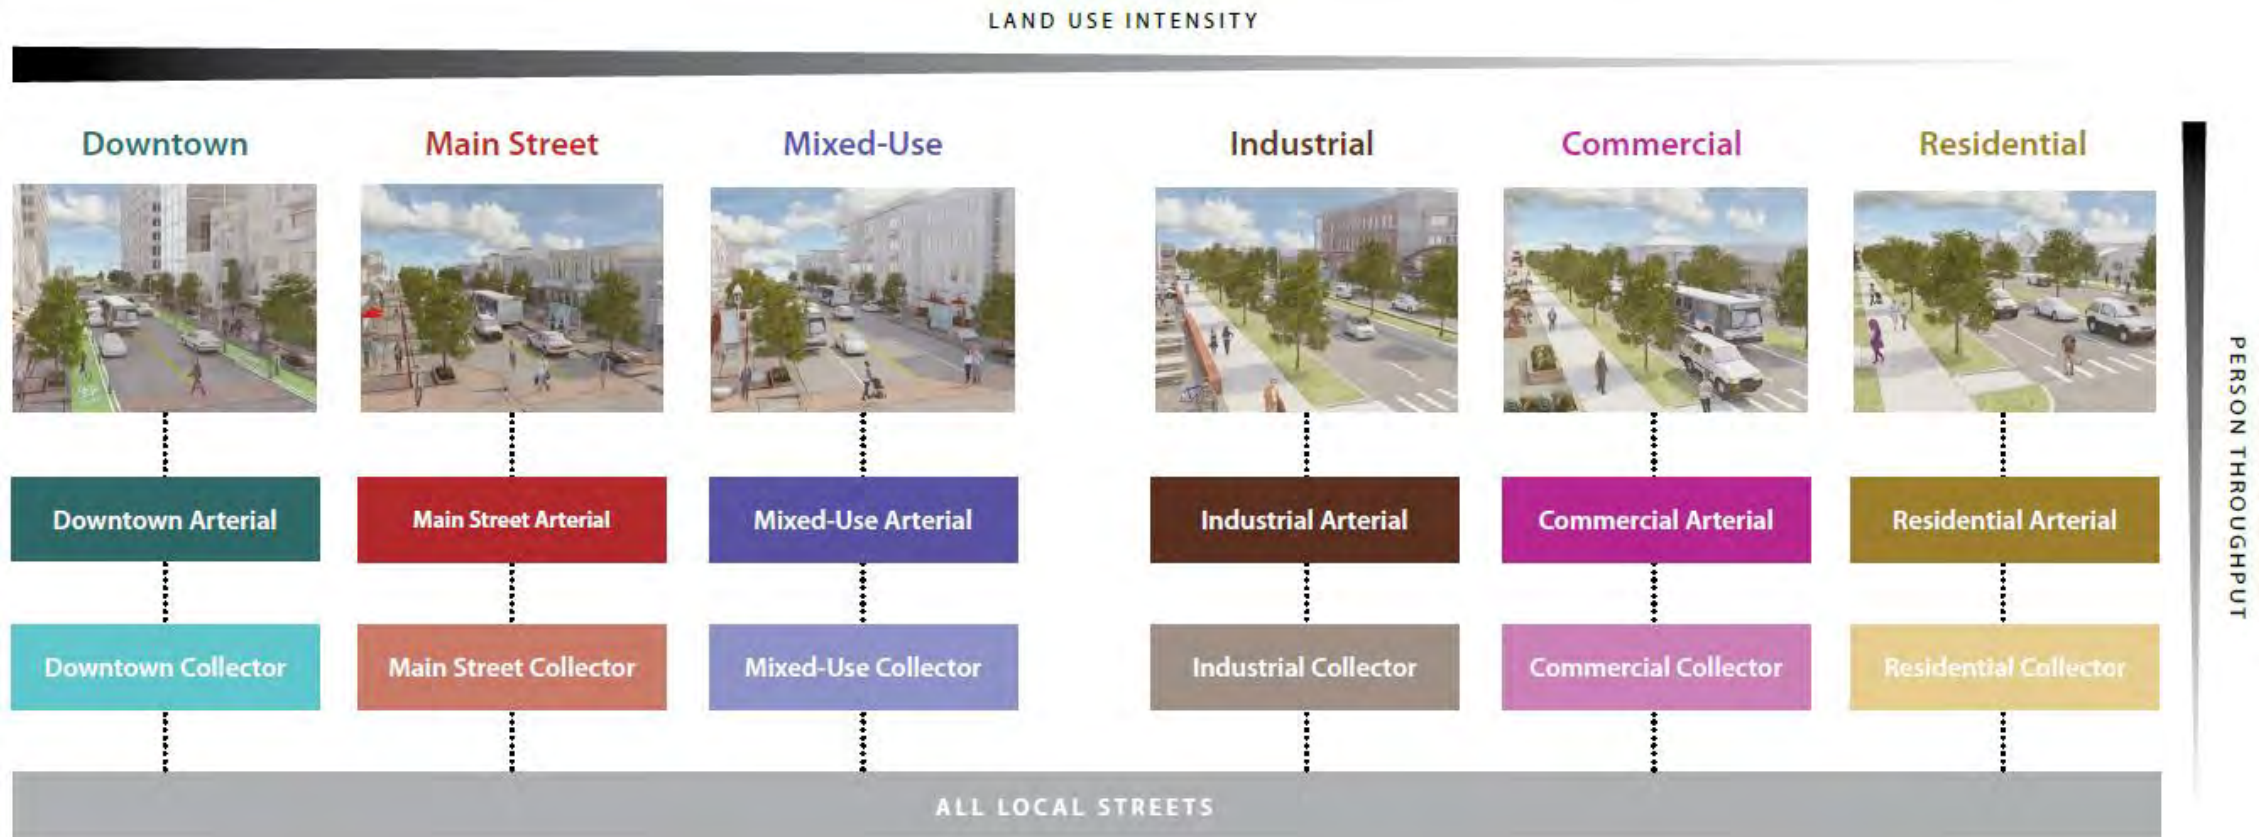 LAND USE INTENSITY
Downtown
Main Street
Mixed-Use
Industrial
Commercial
Residential
Downtown Arterial
Main Street Arterial
Mixed-Use Arterial
Industrial Arterial
Commercial Arterial
Residential Arterial
Downtown Collector
Main Street Collector
Mixed-Use Collector
Industrial Collector
Commercial Collector
Residential Collector
ALL LOCAL STREETS
PERSON THROUGHPUT